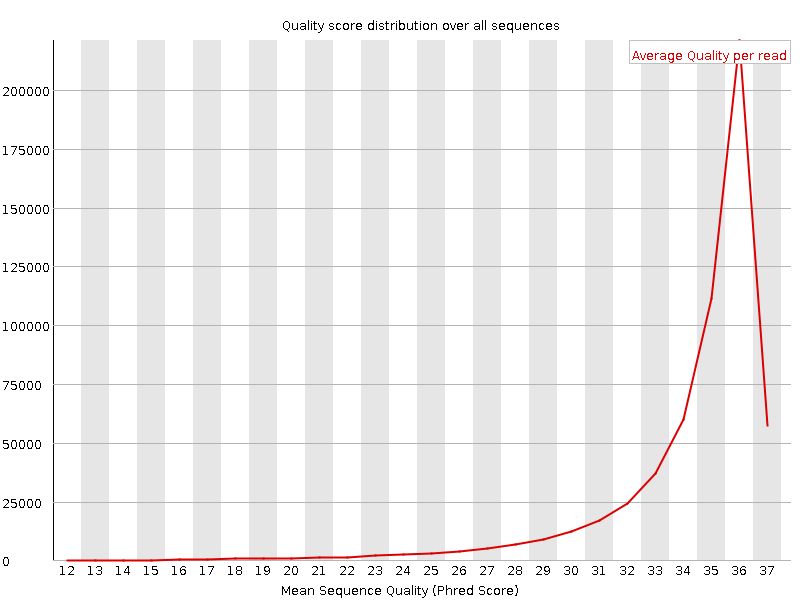 Quality score distribution over all sequences
Average Quality per read
200000
175000
150000
125000
100000
75000
50000
25000
0
12 13 14 15 16 17 18 19 20 21 22 23 24 25 26 27 28 29 30 31 32 33 34 35 36 37
Mean Sequence Quality (Phred Score)